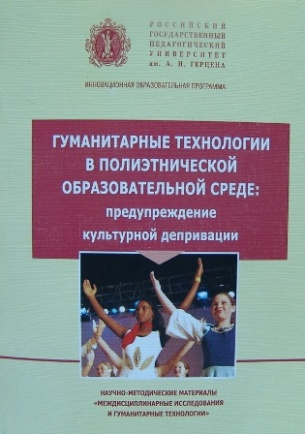 РОССИЙСКИЙ
ГОСУДАРСТВЕННЫЙ
ПЕДАГОГИЧЕСКИЙ
УНИВЕРСИТЕТ
им. А. И. ГЕРЦЕНА
ИННОВАЦИОННАЯ ОБРАЗОВАТЕЛЬНАЯ ПРОГРАММА
ГУМАНИТАРНЫЕ ТЕХНОЛОГИИ
В ПОЛИЭТНИЧЕСКОЙ
ОБРАЗОВАТЕЛЬНОЙ СРЕДЕ:
предупреждение
культурной депривации
НАУЧНО-МЕТОДИЧЕСКИЕ МАТЕРИАЛЫ
«МЕЖДИСЦИПЛИНАРНЫЕ ИССЛЕДОВАНИЯ
И ГУМАНИТАРНЫЕ ТЕХНОЛОГИИ»